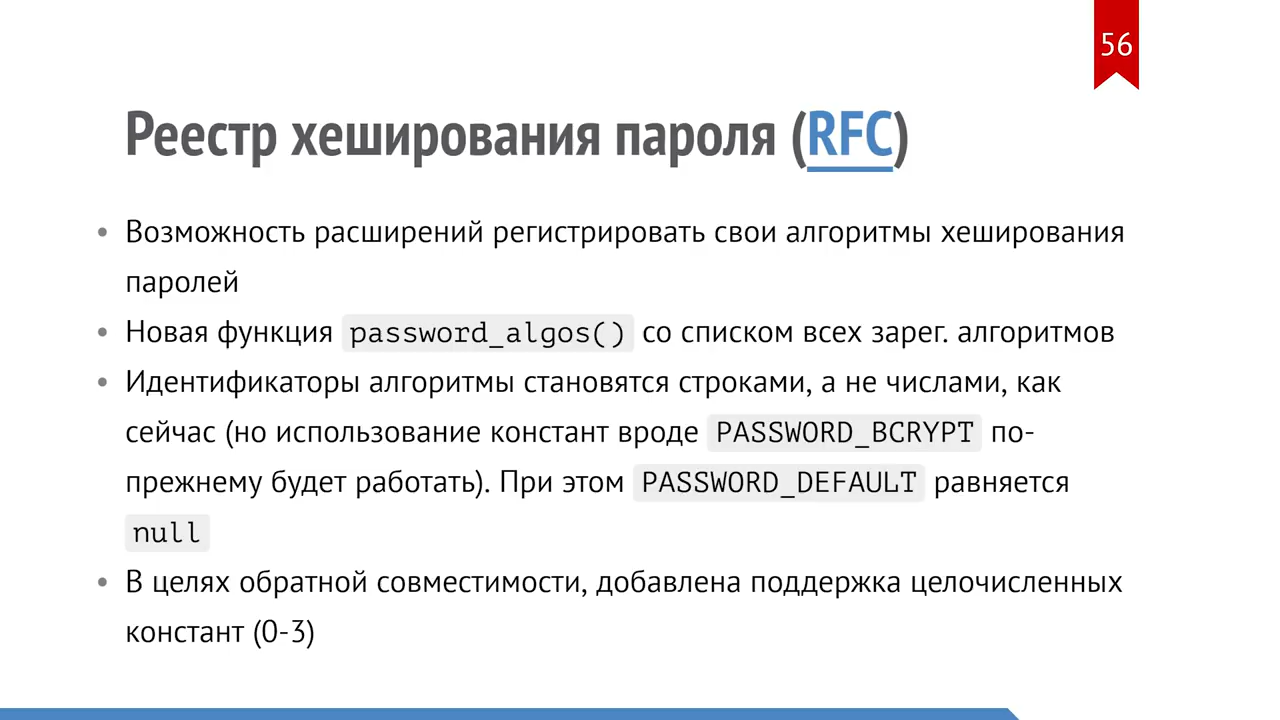 56
Реестр хеширования пароля (RFC)
• Возможность расширений регистрировать свои алгоритмы хеширования
паролей
• Новая функция password_algos() со списком всех зарег. алгоритмов
• Идентификаторы алгоритмы становятся строками, а не числами, как
сейчас (но использование констант вроде PASSWORD_BCRYPT по-
прежнему будет работать). При этом PASSWORD_DEFAULT равняется
null
• В целях обратной совместимости, добавлена поддержка целочисленных
констант (0-3)